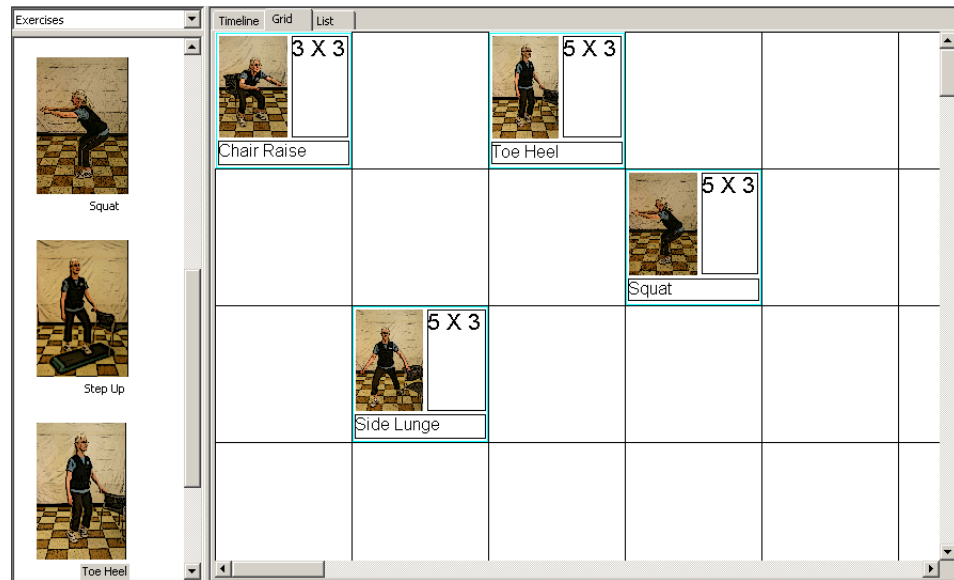 Exercises
Timeline Grid List
Squat
Step Up
Toe Heel
3 X 3
Chair Raise
5 X 3
Toe Heel
5 X 3
Squat
5 X 3
Side Lunge